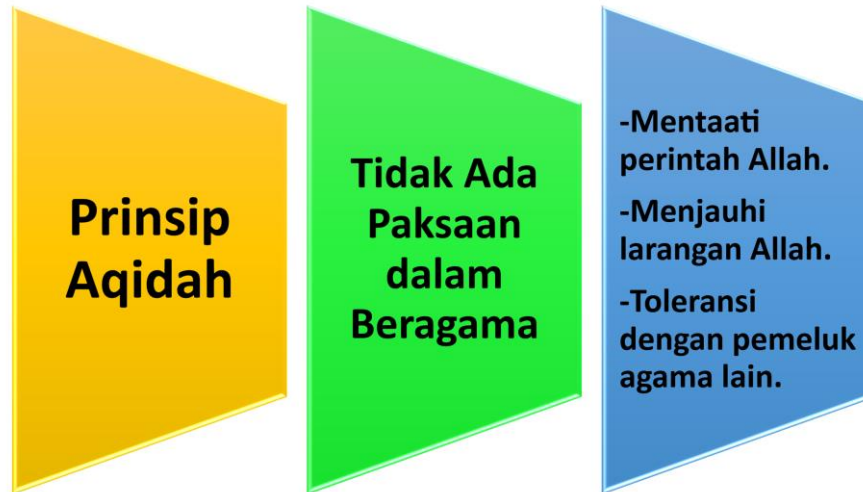 Prinsip
Aqidah
Tidak Ada
Paksaan
dalam
Beragama
-Mentaati
perintah Allah.
-Menjauhi
larangan Allah.
-Toleransi
dengan pemeluk
agama lain.